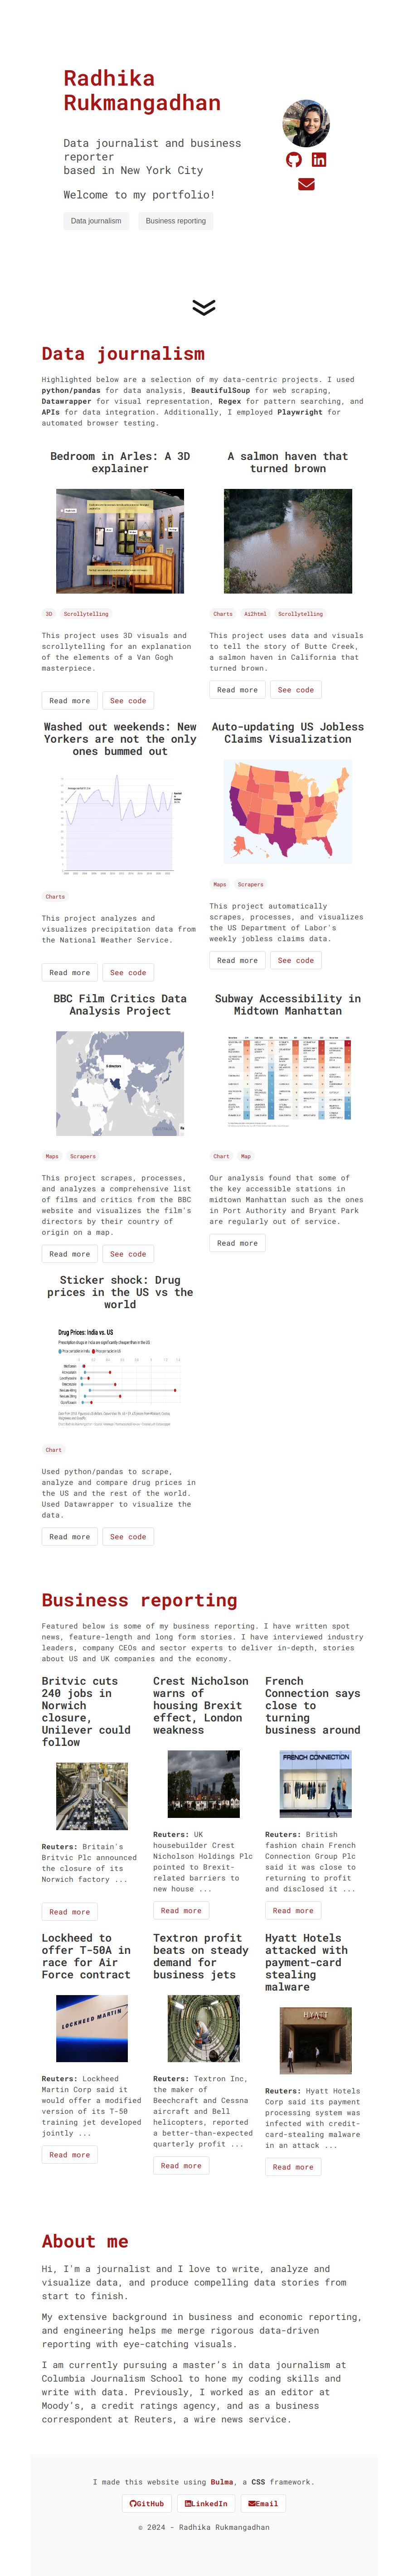 Radhika
Rukmangadhan
Data journalist and business
reporter
based in New York City
Welcome to my portfolio!
Data journalism
Business reporting
Data journalism
Highlighted below are a selection of my data-centric projects. I used
python/pandas for data analysis, BeautifulSoup for web scraping,
Datawrapper for visual representation, Regex for pattern searching, and
APIs for data integration. Additionally, I employed Playwright for
automated browser testing.
Bedroom in Arles: A 3D
explainer
3D
Scrollytelling
This project uses 3D visuals and
scrollytelling for an explanation
of the elements of a Van Gogh
masterpiece.
Read more
See code
A salmon haven that
turned brown
Charts
Ai2html
Scrollytelling
This project uses data and visuals
to tell the story of Butte Creek,
a salmon haven in California that
turned brown.
Read more
See code
Washed out weekends: New
Yorkers are not the only
ones bummed out
Charts
This project analyzes and
visualizes precipitation data from
the National Weather Service.
Read more
See code
Auto-updating US Jobless
Claims Visualization
Maps
Scrapers
This project automatically
scrapes, processes, and visualizes
the US Department of Labor's
weekly jobless claims data.
Read more
See code
BBC Film Critics Data
Analysis Project
Maps
Scrapers
This project scrapes, processes,
and analyzes a comprehensive list
of films and critics from the BBC
website and visualizes the film's
directors by their country of
origin on a map.
Read more
See code
Subway Accessibility in
Midtown Manhattan
Chart
Map
Our analysis found that some of
the key accessible stations in
midtown Manhattan such as the ones
in Port Authority and Bryant Park
are regularly out of service.
Read more
Sticker shock: Drug
prices in the US vs the
world
Drug Prices: India vs. US
Chart
Used python/pandas to scrape,
analyze and compare drug prices in
the US and the rest of the world.
Used Datawrapper to visualize the
data.
Read more
See code
Business reporting
Featured below is some of my business reporting. I have written spot
news, feature-length and long form stories. I have interviewed industry
leaders, company CEOs and sector experts to deliver in-depth, stories
about US and UK companies and the economy.
Britvic cuts
240 jobs in
Norwich
closure,
Unilever could
follow
Reuters: Britain's
Britvic Plc announced
the closure of its
Norwich factory ...
Read more
Crest Nicholson
warns of
housing Brexit
effect, London
weakness
Reuters: UK
housebuilder Crest
Nicholson Holdings Plc
pointed to Brexit-
related barriers to
new house ...
Read more
French
Connection says
close to
turning
business around
FRENCH CONNECTION
Reuters: British
fashion chain French
Connection Group Plc
said it was close to
returning to profit
and disclosed it ...
Read more
Lockheed to
offer T-50A in
race for Air
Force contract
LOCKHEED MARTIN
Reuters: Lockheed
Martin Corp said it
would offer a modified
version of its T-50
training jet developed
jointly ...
Read more
Textron profit
beats on steady
demand for
business jets
Reuters: Textron Inc,
the maker of
Beechcraft and Cessna
aircraft and Bell
helicopters, reported
a better-than-expected
quarterly profit ...
Read more
Hyatt Hotels
attacked with
payment-card
stealing
malware
HYATT
Reuters: Hyatt Hotels
Corp said its payment
processing system was
infected with credit-
card-stealing malware
in an attack ...
Read more
About me
Hi, I'm a journalist and I love to write, analyze and
visualize data, and produce compelling data stories from
start to finish.
My extensive background in business and economic reporting,
and engineering helps me merge rigorous data-driven
reporting with eye-catching visuals.
I am currently pursuing a master's in data journalism at
Columbia Journalism School to hone my coding skills and
write with data. Previously, I worked as an editor at
Moody's, a credit ratings agency, and as a business
correspondent at Reuters, a wire news service.
I made this website using Bulma, a CSS framework.
GitHub
LinkedIn
Email
© 2024 - Radhika Rukmangadhan